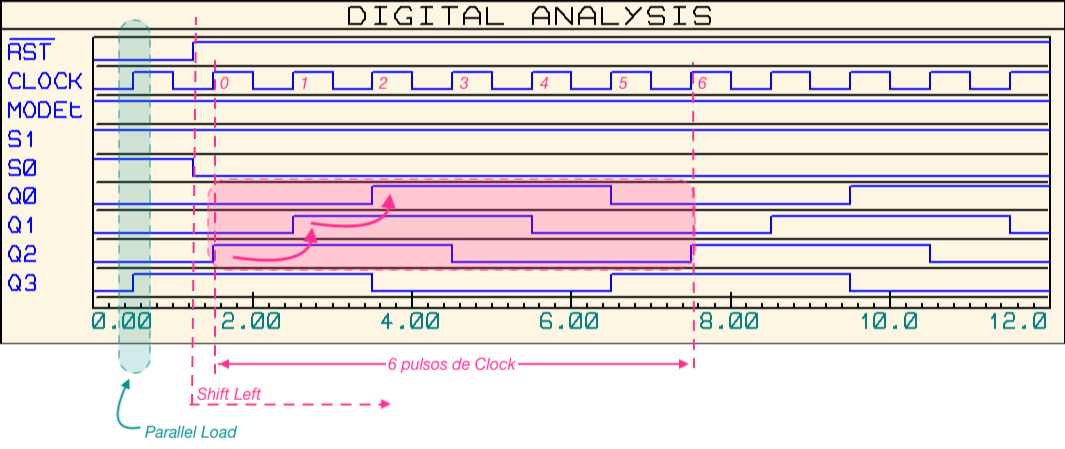 DIGITAL ANALYSIS
RST
CLOCK 0 1 2 3 4 5 6
MODEt
S1
S0
Q0
Q1
Q2
Q3
0.00 2.00 4.00 6.00 8.00 10.0 12.0
6 pulsos de Clock
Shift Left
Parallel Load